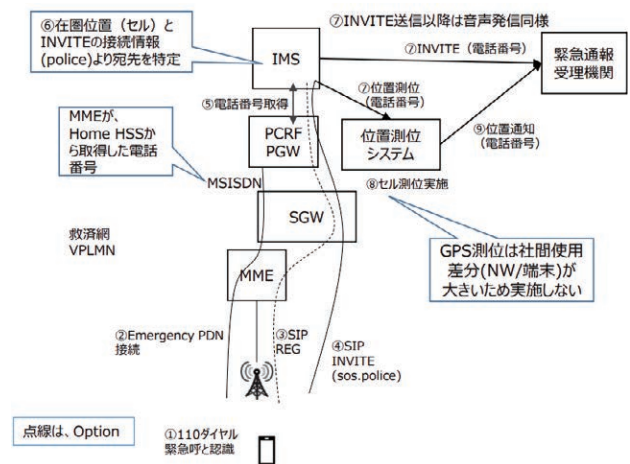 ⑥在圏位置（セル）と
INVITEの接続情報
(police)より宛先を特定
⑦INVITE送信以降は音声発信同様
IMS
⑦INVITE（電話番号）
緊急通報
受理機関
⑤電話番号取得
⑦位置測位
（電話番号）
MMEが、
Home HSSか
ら取得した電話
番号
PCRF
PGW
位置測位
システム
⑨位置通知
（電話番号）
MSISDN
⑧セル測位実施
SGW
救済網
VPLMN
GPS測位は社間使用
差分(NW/端末)が
大きいため実施しない
MME
②Emergency PDN
接続
③SIP
REG
④SIP
INVITE
(sos.police)
点線は、Option
①110ダイヤル
緊急呼と認識